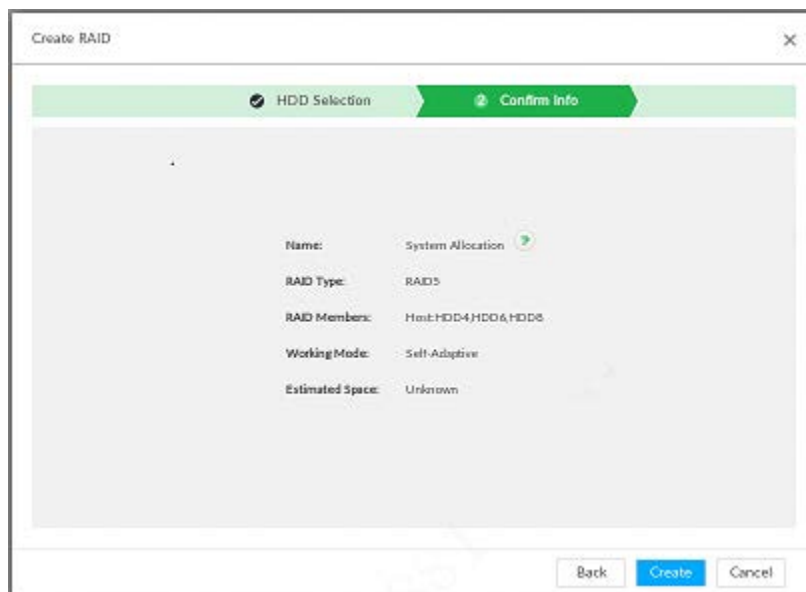 Create RAID
HDD Selection
2 Confirm Info
Name: System Allocation ?
RAID Type: RAID5
RAID Members: Host:HDD4,HDD6,HDD8
Working Mode: Self-Adaptive
Estimated Space: Unknown
Back Create Cancel